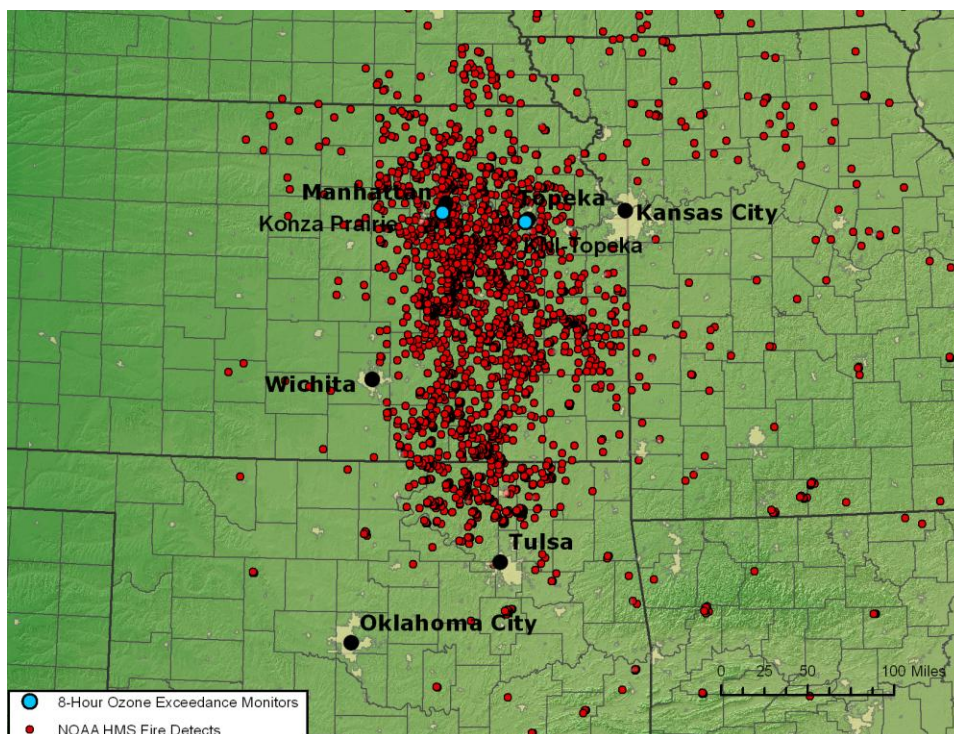 Manhattan
Topeka
Konza Prairie
KNI-Topeka
Kansas City
Wichita
Tulsa
Oklahoma City
0 25 50 100 Miles
8-Hour Ozone Exceedance Monitors
NOAA HMS Fire Detects